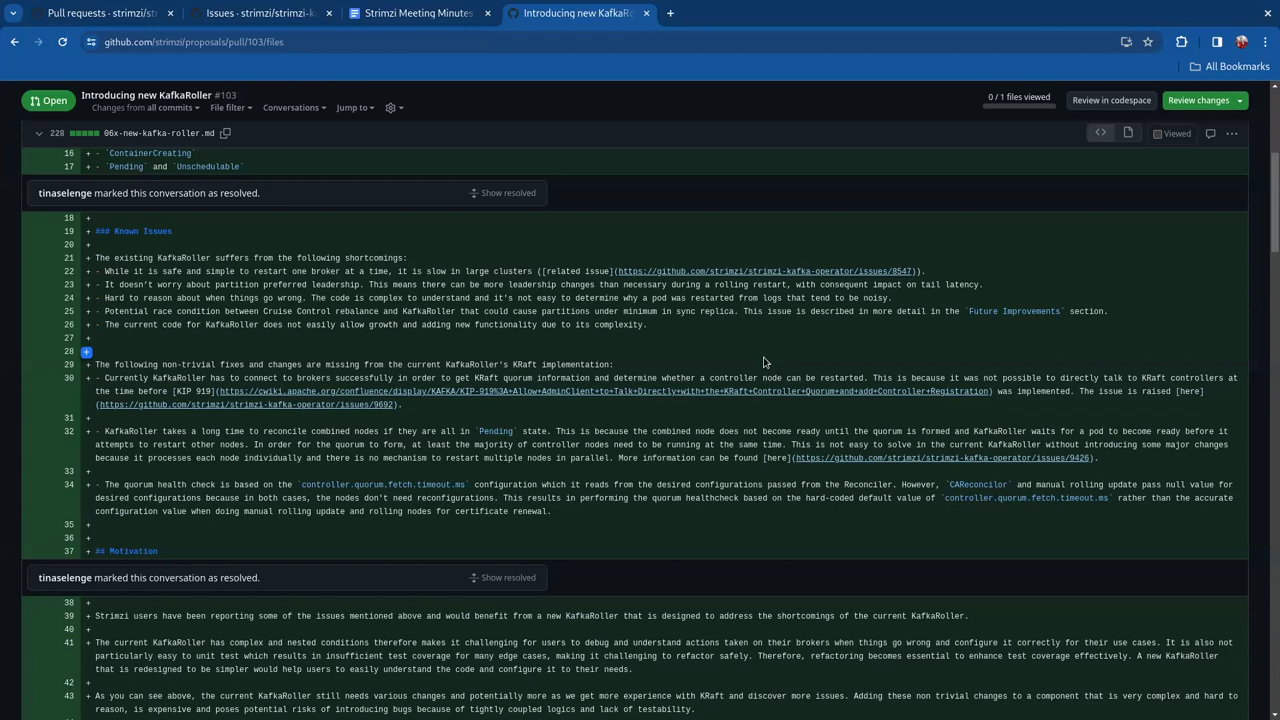 Pull requests · strimzi/str
Issues · strimzi/strimzi-k
Strimzi Meeting Minutes
Introducing new KafkaRo
github.com/strimzi/proposals/pull/103/files
All Bookmarks
Open
Introducing new KafkaRoller #103
Changes from all commits
File filter
Conversations
Jump to
0 / 1 files viewed
Review in codespace
Review changes
228
06x-new-kafka-roller.md
Viewed
16 + - `ContainerCreating`
17 + - `Pending` and `Unschedulable`
tinaselenge marked this conversation as resolved.
Show resolved
18 +
19 + ### Known Issues
20 +
21 + The existing KafkaRoller suffers from the following shortcomings:
22 + - While it is safe and simple to restart one broker at a time, it is slow in large clusters ([related issue](https://github.com/strimzi/strimzi-kafka-operator/issues/8547)).
23 + - It doesn’t worry about partition preferred leadership. This means there can be more leadership changes than necessary during a rolling restart, with consequent impact on tail latency.
24 + - Hard to reason about when things go wrong. The code is complex to understand and it's not easy to determine why a pod was restarted from logs that tend to be noisy.
25 + - Potential race condition between Cruise Control rebalance and KafkaRoller that could cause partitions under minimum in sync replica. This issue is described in more detail in the `Future Improvements` section.
26 + - The current code for KafkaRoller does not easily allow growth and adding new functionality due to its complexity.
27 +
28 +
29 + The following non-trivial fixes and changes are missing from the current KafkaRoller's KRaft implementation:
30 + - Currently KafkaRoller has to connect to brokers successfully in order to get KRaft quorum information and determine whether a controller node can be restarted. This is because it was not possible to directly talk to KRaft controllers at
the time before [KIP 919](https://cwiki.apache.org/confluence/display/KAFKA/KIP-919%3A+Allow+AdminClient+to+Talk+Directly+with+the+KRaft+Controller+Quorum+and+add+Controller+Registration) was implemented. The issue is raised [here]
(https://github.com/strimzi/strimzi-kafka-operator/issues/9692).
31 +
32 + - KafkaRoller takes a long time to reconcile combined nodes if they are all in `Pending` state. This is because the combined node does not become ready until the quorum is formed and KafkaRoller waits for a pod to become ready before it
attempts to restart other nodes. In order for the quorum to form, at least the majority of controller nodes need to be running at the same time. This is not easy to solve in the current KafkaRoller without introducing some major changes
because it processes each node individually and there is no mechanism to restart multiple nodes in parallel. More information can be found [here](https://github.com/strimzi/strimzi-kafka-operator/issues/9426).
33 +
34 + - The quorum health check is based on the `controller.quorum.fetch.timeout.ms` configuration which it reads from the desired configurations passed from the Reconciler. However, `CAReconcilor` and manual rolling update pass null value for
desired configurations because in both cases, the nodes don't need reconfigurations. This results in performing the quorum healthcheck based on the hard-coded default value of `controller.quorum.fetch.timeout.ms` rather than the accurate
configuration value when doing manual rolling update and rolling nodes for certificate renewal.
35 +
36 +
37 + ## Motivation
tinaselenge marked this conversation as resolved.
Show resolved
38 +
39 + Strimzi users have been reporting some of the issues mentioned above and would benefit from a new KafkaRoller that is designed to address the shortcomings of the current KafkaRoller.
40 +
41 + The current KafkaRoller has complex and nested conditions therefore makes it challenging for users to debug and understand actions taken on their brokers when things go wrong and configure it correctly for their use cases. It is also not
particularly easy to unit test which results in insufficient test coverage for many edge cases, making it challenging to refactor safely. Therefore, refactoring becomes essential to enhance test coverage effectively. A new KafkaRoller
that is redesigned to be simpler would help users to easily understand the code and configure it to their needs.
42 +
43 + As you can see above, the current KafkaRoller still needs various changes and potentially more as we get more experience with KRaft and discover more issues. Adding these non trivial changes to a component that is very complex and hard to
reason, is expensive and poses potential risks of introducing bugs because of tightly coupled logics and lack of testability.